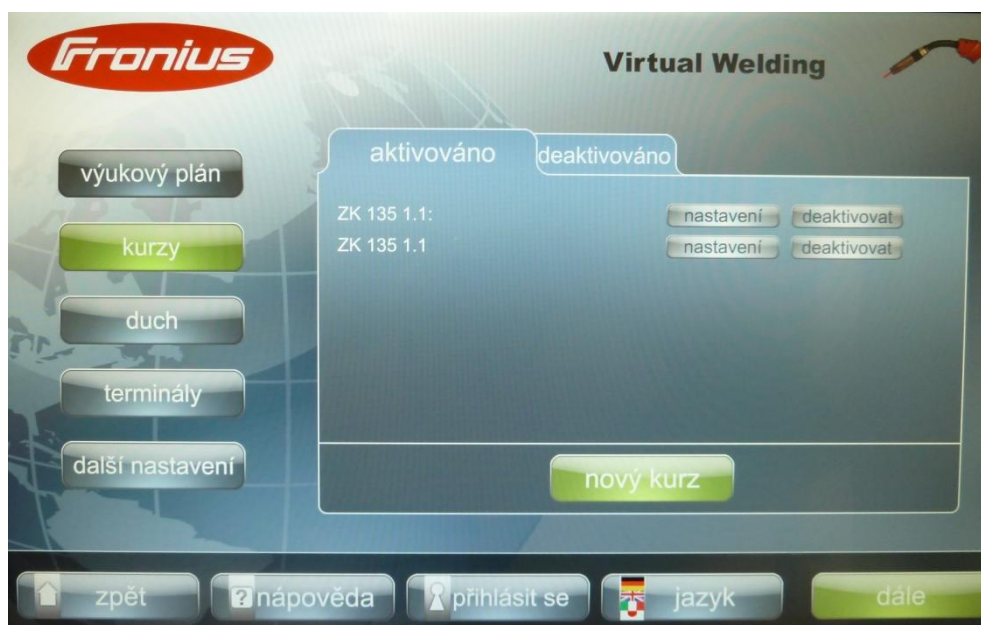 Fronius
Virtual Welding
aktivováno
deaktivováno
výukový plán
kurzy
duch
terminály
další nastavení
ZK 135 1.1:
nastavení
deaktivovat
ZK 135 1.1
nastavení
deaktivovat
nový kurz
zpět
? nápověda
přihlásit se
jazyk
dále